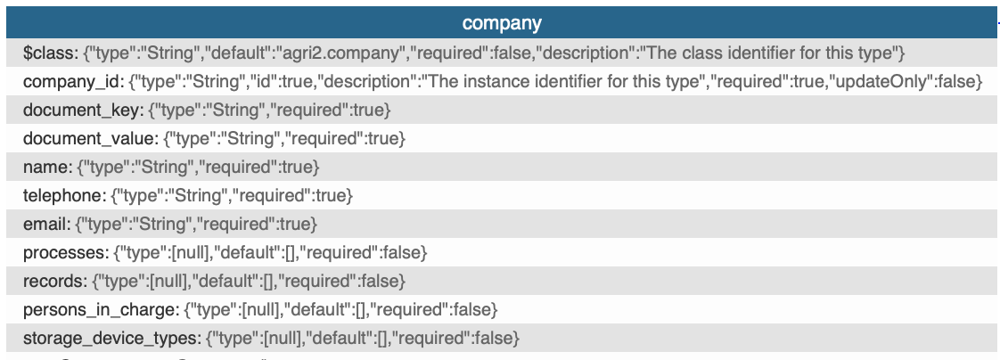 company
$class: {"type":"String","default":"agri2.company","required":false,"description":"The class identifier for this type"}
company_id: {"type":"String","id":true,"description":"The instance identifier for this type","required":true,"updateOnly":false}
document_key: {"type":"String","required":true}
document_value: {"type":"String","required":true}
name: {"type":"String","required":true}
telephone: {"type":"String","required":true}
email: {"type":"String","required":true}
processes: {"type":[null],"default":[],"required":false}
records: {"type":[null],"default":[],"required":false}
persons_in_charge: {"type":[null],"default":[],"required":false}
storage_device_types: {"type":[null],"default":[],"required":false}